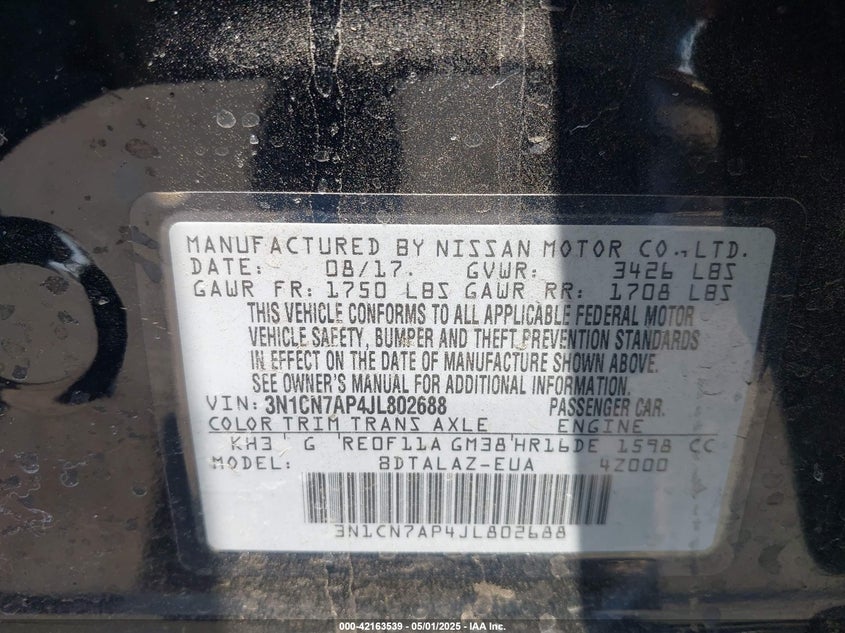 MANUFACTURED BY NISSAN MOTOR CO., LTD.
DATE: 08/17. GVWR: 3426 LBS
GAWR FR: 1750 LBS GAWR RR: 1708 LBS
THIS VEHICLE CONFORMS TO ALL APPLICABLE FEDERAL MOTOR
VEHICLE SAFETY, BUMPER AND THEFT PREVENTION STANDARDS
IN EFFECT ON THE DATE OF MANUFACTURE SHOWN ABOVE.
SEE OWNER'S MANUAL FOR ADDITIONAL INFORMATION.
VIN: 3N1CN7AP4JL802688 PASSENGER CAR.
COLOR TRIM TRANS AXLE ENGINE
KH3 ' G 'RE0F11A GM38'HR16DE 1598 CC
MODEL: BDTALAZ-EUA 4Z000
3N1CN7AP4JL802688
000-42163539 - 05/01/2025 - IAA Inc.